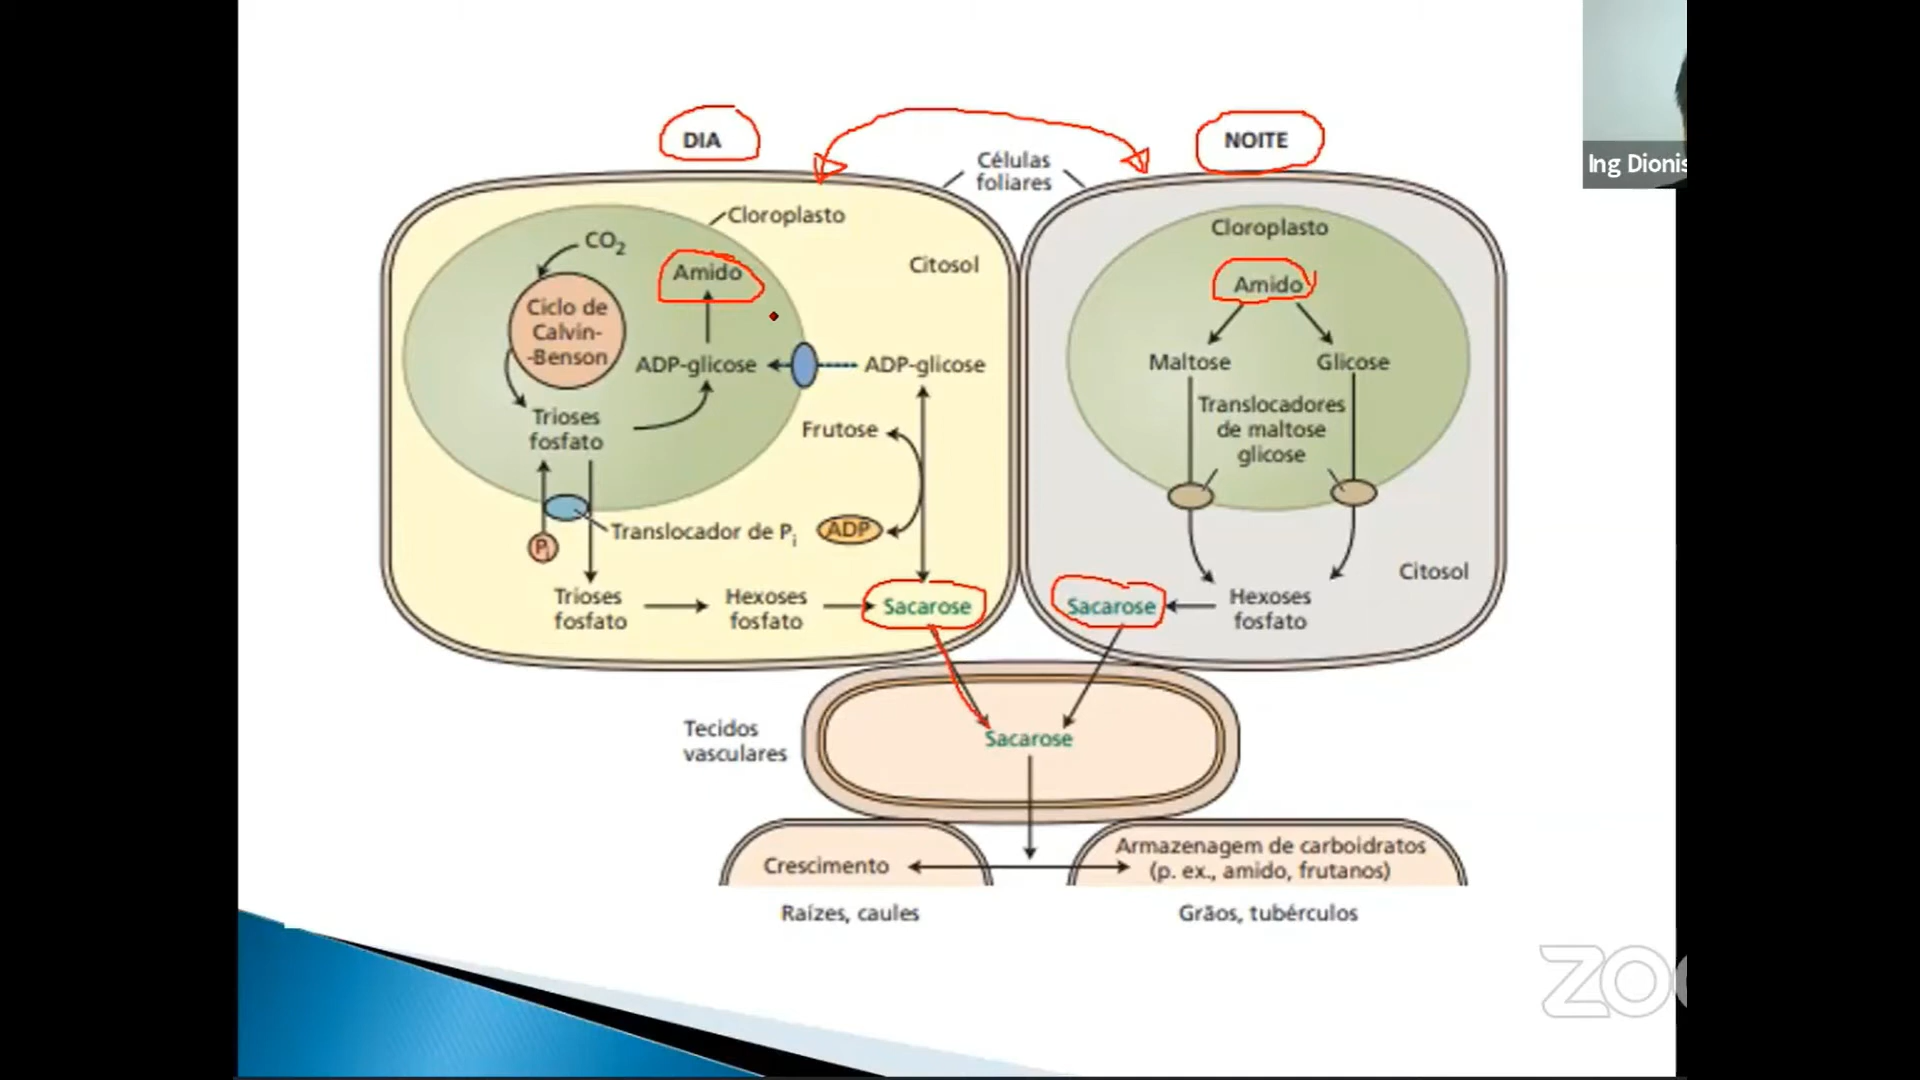 DIA
NOITE
Células
foliares
Ing Dionis
Cloroplasto
CO2
Amido
Citosol
Ciclo de
Calvin-
-Benson
ADP-glicose
ADP-glicose
Trioses
fosfato
Frutose
Translocador de Pi
ADP
Pi
Trioses
fosfato
Hexoses
fosfato
Sacarose
Cloroplasto
Amido
Maltose
Glicose
Translocadores
de maltose
glicose
Citosol
Sacarose
Hexoses
fosfato
Tecidos
vasculares
Sacarose
Crescimento
Armazenagem de carboidratos
(p. ex., amido, frutanos)
Raízes, caules
Grãos, tubérculos
ZO